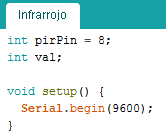 Infrarrojo
int pirPin = 8;
int val;
void setup() {
Serial.begin(9600);
}